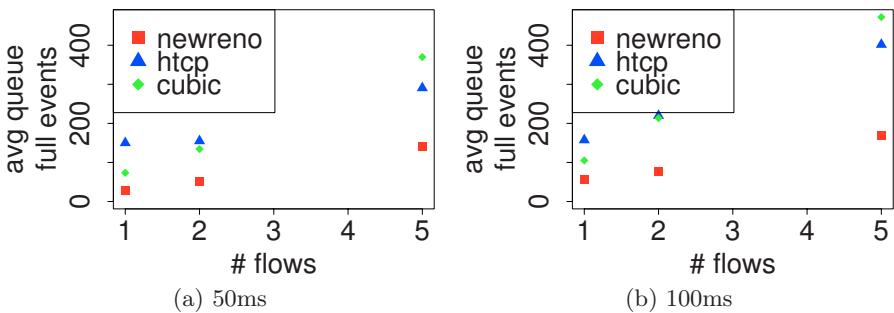 avg queue
full events
0
200
400
newreno
htcp
cubic
1
2
3
4
5
# flows
(a) 50ms
avg queue
full events
0
200
400
newreno
htcp
cubic
1
2
3
4
5
# flows
(b) 100ms